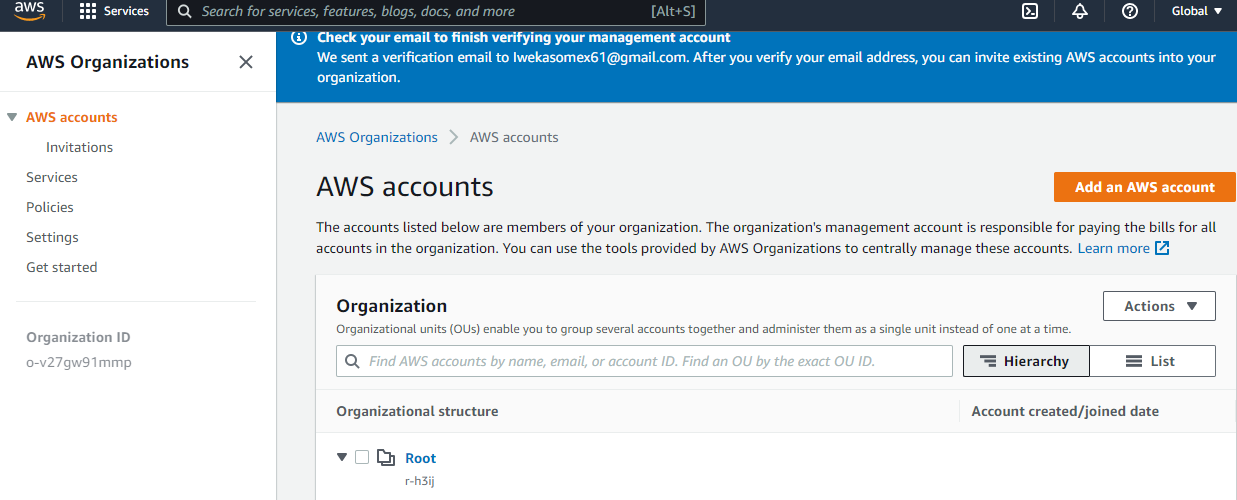 aws
Services
Search for services, features, blogs, docs, and more
[Alt+S]
Global
AWS Organizations
AWS accounts
Invitations
Services
Policies
Settings
Get started
Organization ID
o-v27gw91mmp
Check your email to finish verifying your management account
We sent a verification email to lwekasomex61@gmail.com. After you verify your email address, you can invite existing AWS accounts into your
organization.
AWS Organizations
AWS accounts
AWS accounts
Add an AWS account
The accounts listed below are members of your organization. The organization's management account is responsible for paying the bills for all
accounts in the organization. You can use the tools provided by AWS Organizations to centrally manage these accounts. Learn more
Organization
Actions
Organizational units (OUs) enable you to group several accounts together and administer them as a single unit instead of one at a time.
Find AWS accounts by name, email, or account ID. Find an OU by the exact OU ID.
Hierarchy
List
Organizational structure
Account created/joined date
Root
r-h3ij